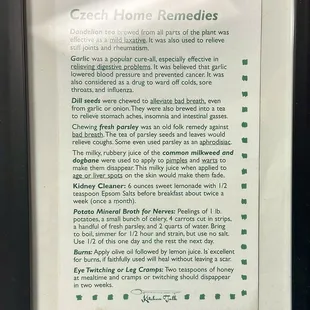 Czech Home Remedies
Dandelion tea brewed from all parts of the plant was
effective as a mild laxative. It was also used to relieve
stiff joints and rheumatism.
Garlic was a popular cure-all, especially effective in
relieving digestive problems. It was believed that garlic
lowered blood pressure and prevented cancer. It was
also considered as a drug to ward off colds, sore
throats, and influenza.
Dill seeds were chewed to alleviate bad breath, even
from garlic or onion. They were also brewed into a tea
to relieve stomach aches, insomnia and intestinal gasses.
Chewing fresh parsley was an old folk remedy against
bad breath. The tea of parsley seeds and leaves would
relieve coughs. Some even used parsley as an aphrodisiac.
The milky, rubbery juice of the common milkweed and
dogbane were used to apply to pimples and warts to
make them disappear. This milky juice when applied to
age or liver spots on the skin would make them fade.
Kidney Cleaner: 6 ounces sweet lemonade with 1/2
teaspoon Epsom Salts before breakfast about twice a
week (once a month).
Potato Mineral Broth for Nerves: Peelings of 1 lb.
potatoes, a small bunch of celery, 4 carrots cut in strips,
a handful of fresh parsley, and 2 quarts of water. Bring
to boil, simmer for 1/2 hour and strain, but use no salt.
Use 1/2 of this one day and the rest the next day.
Burns: Apply olive oil followed by lemon juice. Is excellent
for burns, if faithfully used will heal without leaving a scar.
Eye Twitching or Leg Cramps: Two teaspoons of honey
at mealtime and cramps or twitching should disappear
in two weeks.